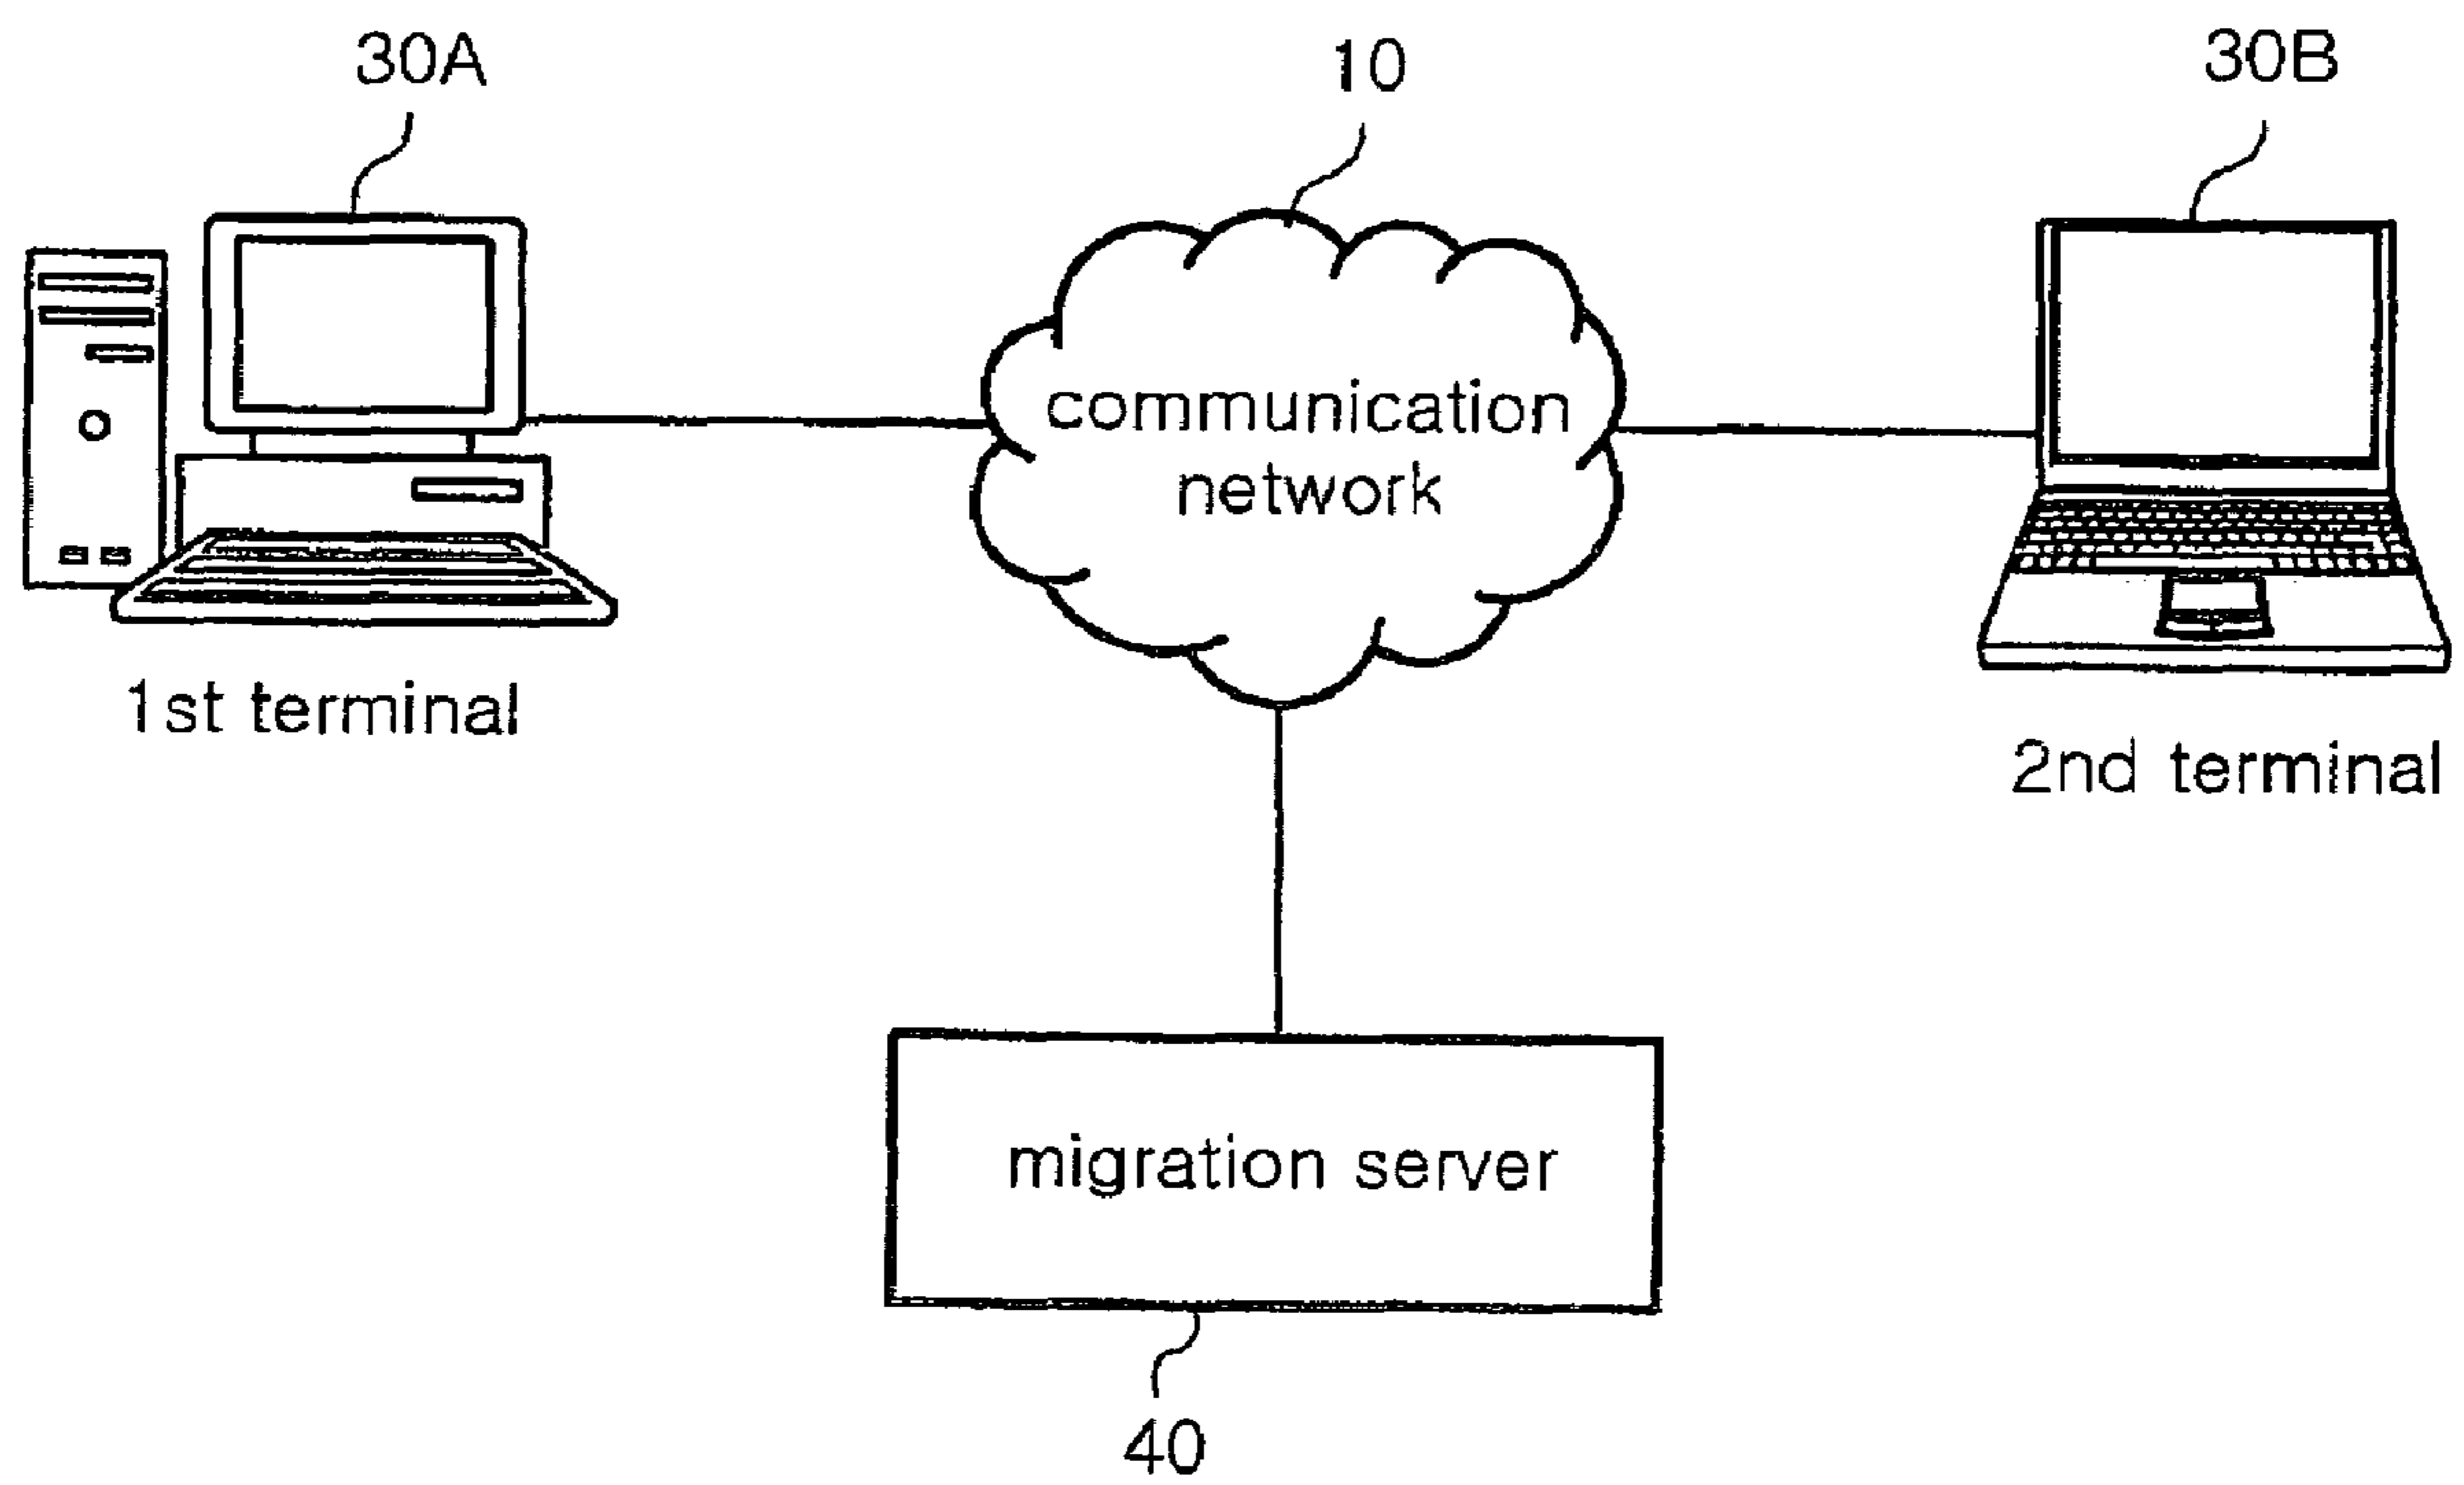 30A
10
30B
communication
network
1st terminal
2nd terminal
migration server
40